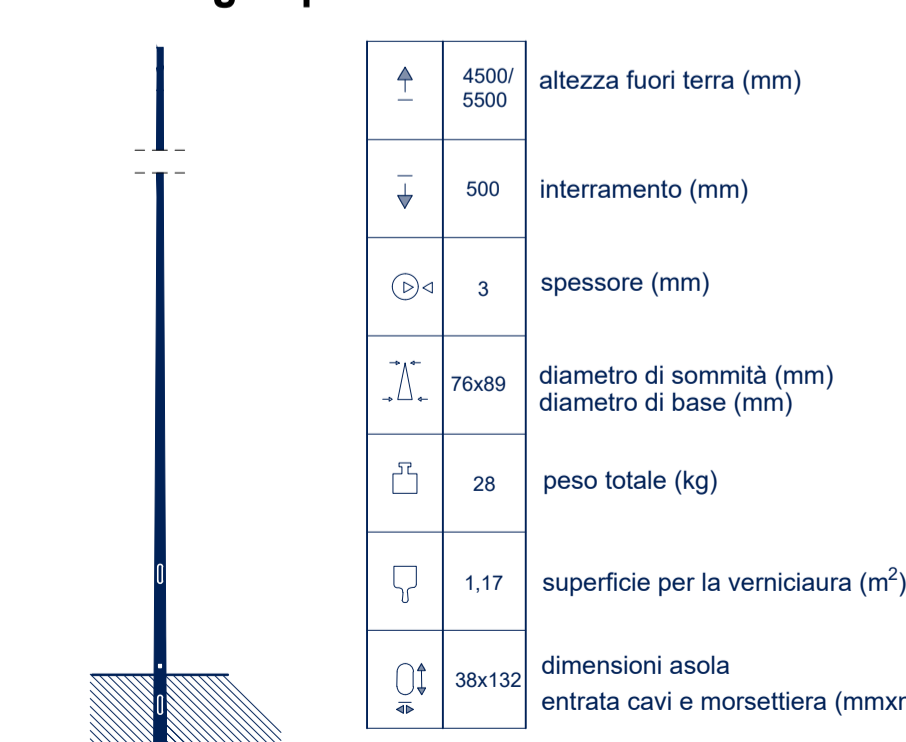 4500/
5500
altezza fuori terra (mm)
500
interramento (mm)
3
spessore (mm)
76x89
diametro di sommità (mm)
diametro di base (mm)
28
peso totale (kg)
1,17
superficie per la verniciaura (m²)
38x132
dimensioni asola
entrata cavi e morsettiera